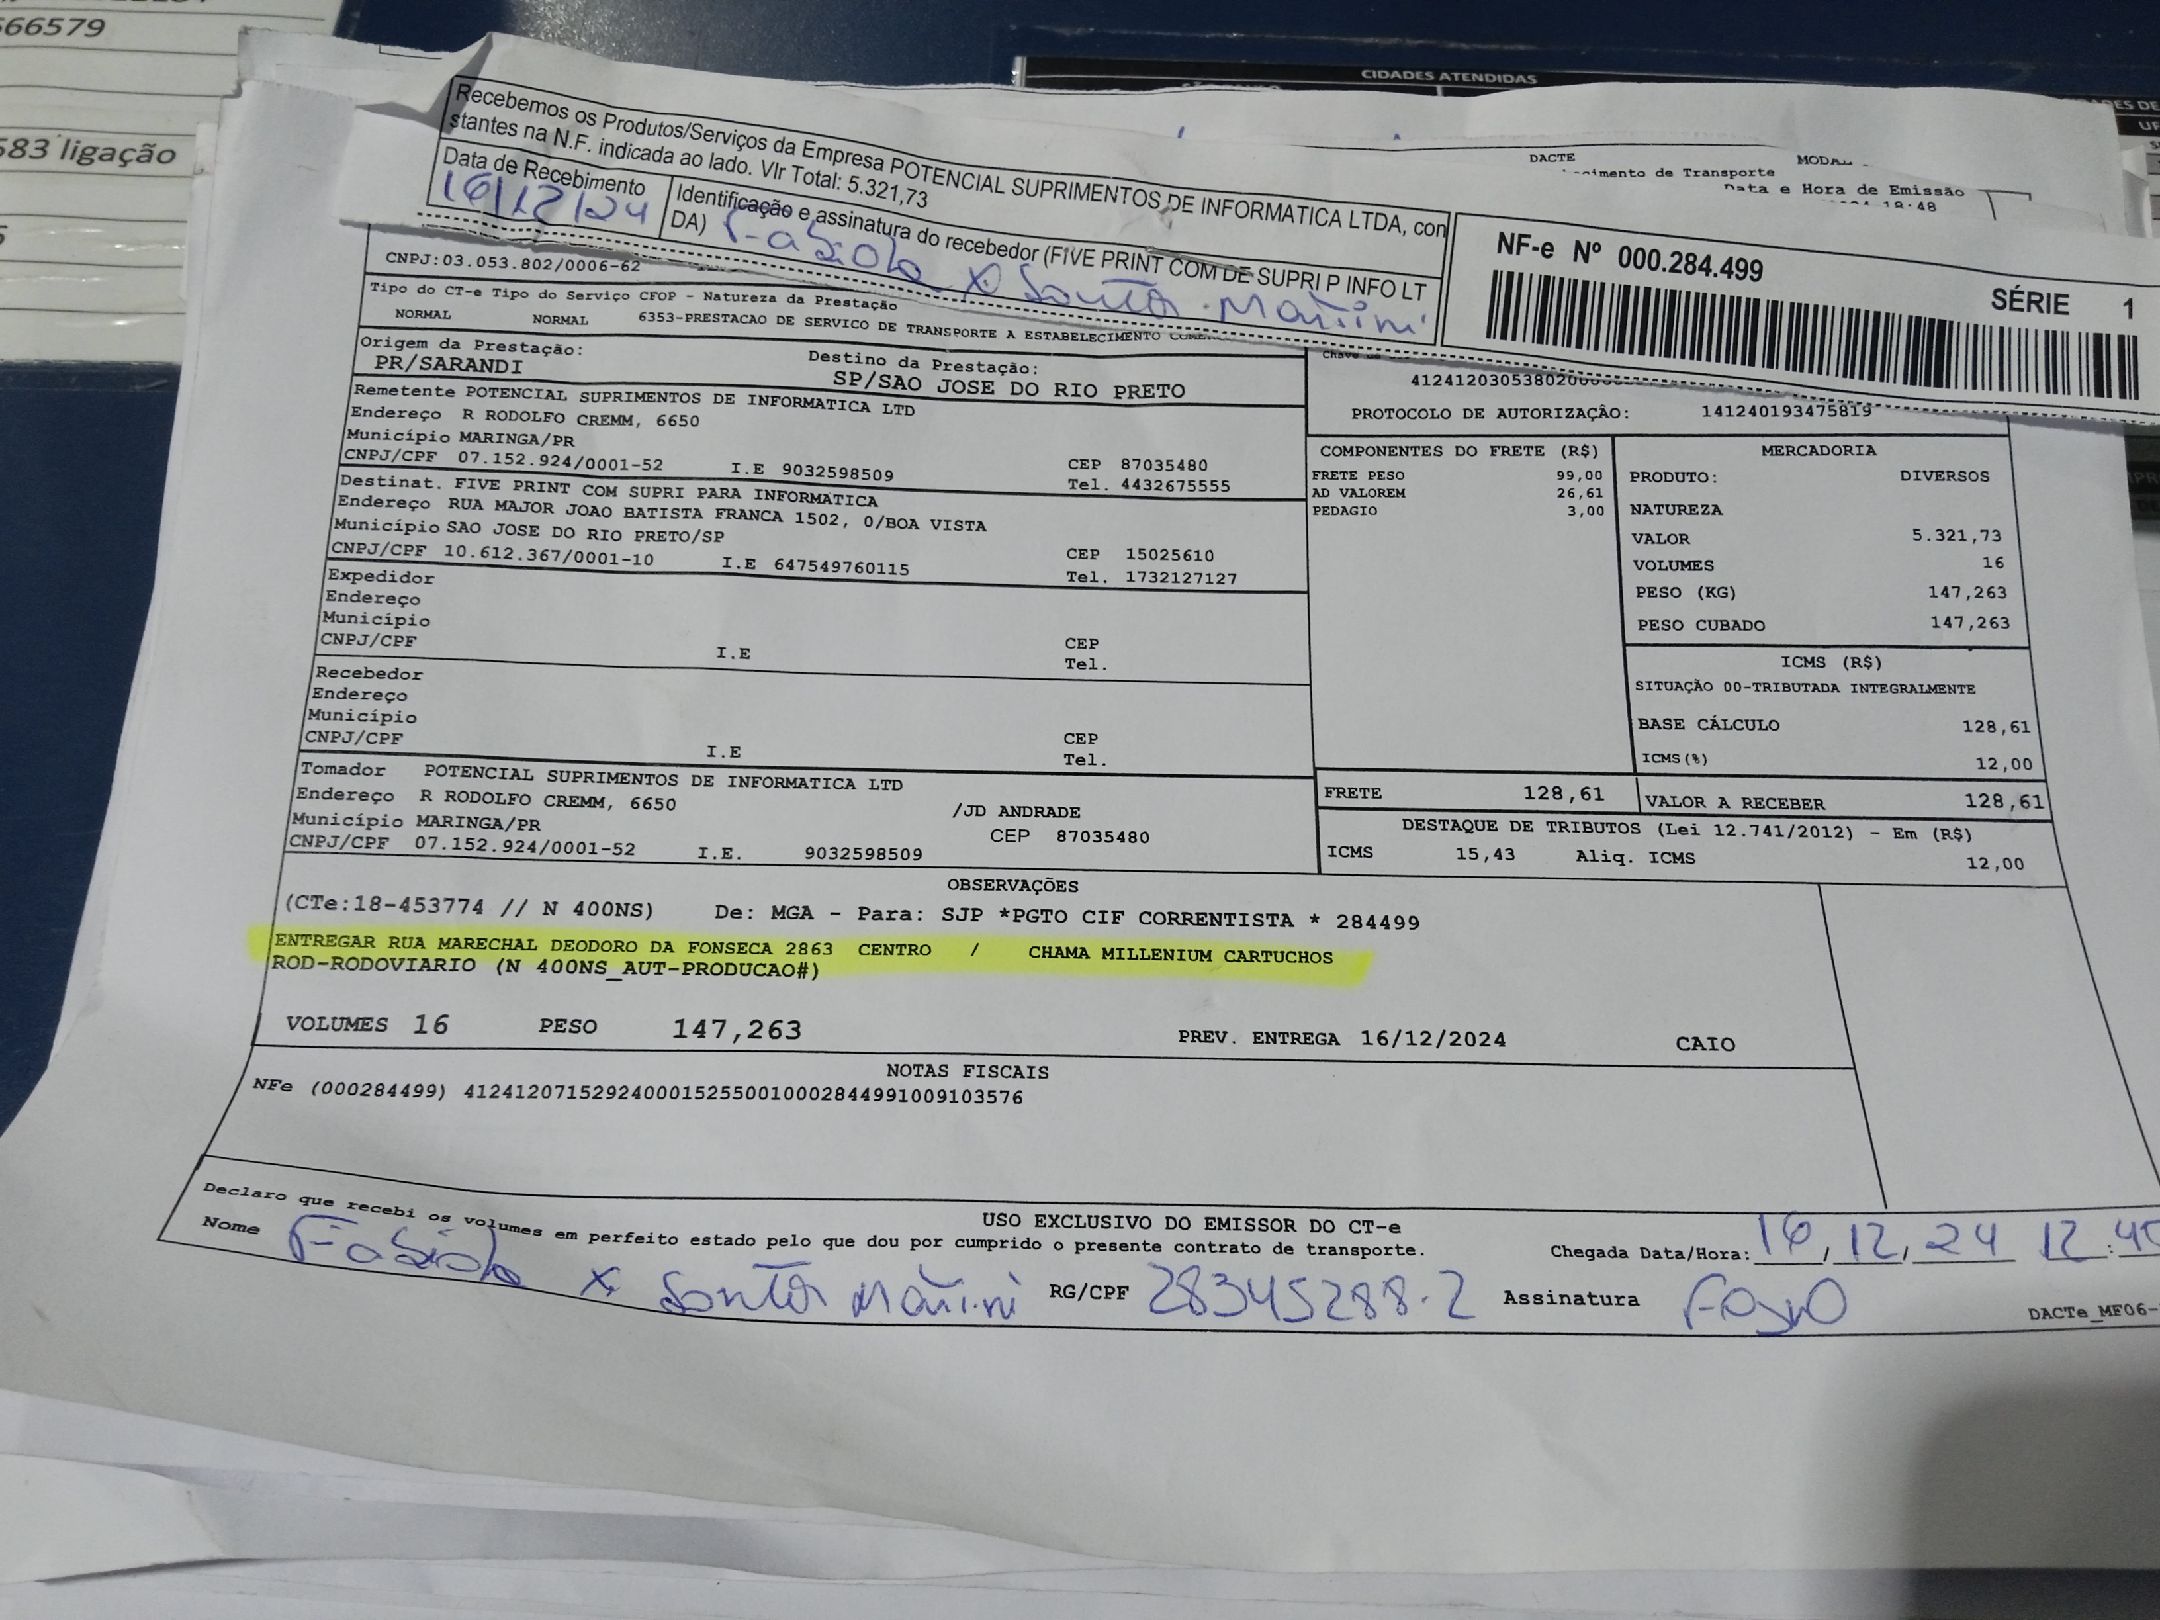 566579
583 ligação
5
CIDADES ATENDIDAS
Recebemos os Produtos/Serviços da Empresa POTENCIAL SUPRIMENTOS DE INFORMATICA LTDA, con
stantes na N.F. indicada ao lado. Vlr Total: 5.321,73
Data de Recebimento
16/12/24
Identificação e assinatura do recebedor (FIVE PRINT COM DE SUPRI P INFO LT
DA)
NF-e Nº 000.284.499
SÉRIE 1
DACTE
Transporte
Data e Hora de Emissão
18:48
CNPJ:03.053.802/0006-62
Tipo do CT-e Tipo do Serviço CFOP - Natureza da Prestação
NORMAL NORMAL 6353-PRESTACAO DE SERVICO DE TRANSPORTE A ESTABELECIMENTO
Origem da Prestação: Destino da Prestação:
PR/SARANDI SP/SAO JOSE DO RIO PRETO
PROTOCOLO DE AUTORIZAÇÃO: 141240193475819
Remetente POTENCIAL SUPRIMENTOS DE INFORMATICA LTD
Endereço R RODOLFO CREMM, 6650
Município MARINGA/PR
CNPJ/CPF 07.152.924/0001-52 I.E 9032598509 CEP 87035480
Tel. 4432675555
Destinat. FIVE PRINT COM SUPRI PARA INFORMATICA
Endereço RUA MAJOR JOAO BATISTA FRANCA 1502, 0/BOA VISTA
Município SAO JOSE DO RIO PRETO/SP
CNPJ/CPF 10.612.367/0001-10 I.E 647549760115 CEP 15025610
Tel. 1732127127
Expedidor
Endereço
Município
CNPJ/CPF I.E CEP
Tel.
Recebedor
Endereço
Município
CNPJ/CPF I.E CEP
Tel.
Tomador POTENCIAL SUPRIMENTOS DE INFORMATICA LTD
Endereço R RODOLFO CREMM, 6650 /JD ANDRADE
Município MARINGA/PR CEP 87035480
CNPJ/CPF 07.152.924/0001-52 I.E. 9032598509
COMPONENTES DO FRETE (R$)
FRETE PESO 99,00
AD VALOREM 26,61
PEDAGIO 3,00
MERCADORIA
PRODUTO: DIVERSOS
NATUREZA
VALOR 5.321,73
VOLUMES 16
PESO (KG) 147,263
PESO CUBADO 147,263
ICMS (R$)
SITUAÇÃO 00-TRIBUTADA INTEGRALMENTE
BASE CÁLCULO 128,61
ICMS(%) 12,00
FRETE 128,61 VALOR A RECEBER 128,61
DESTAQUE DE TRIBUTOS (Lei 12.741/2012) - Em (R$)
ICMS 15,43 Aliq. ICMS 12,00
OBSERVAÇÕES
(CTe:18-453774 // N 400NS) De: MGA - Para: SJP *PGTO CIF CORRENTISTA * 284499
ENTREGAR RUA MARECHAL DEODORO DA FONSECA 2863 CENTRO / CHAMA MILLENIUM CARTUCHOS
ROD-RODOVIARIO (N 400NS_AUT-PRODUCAO#)
VOLUMES 16 PESO 147,263 PREV. ENTREGA 16/12/2024 CAIO
NOTAS FISCAIS
NFe (000284499) 41241207152924000152550010002844991009103576
USO EXCLUSIVO DO EMISSOR DO CT-e
Declaro que recebi os volumes em perfeito estado pelo que dou por cumprido o presente contrato de transporte.
Chegada Data/Hora: 16/12/24 12:40
Nome RG/CPF 28345288-2 Assinatura
DACTe_MF06-